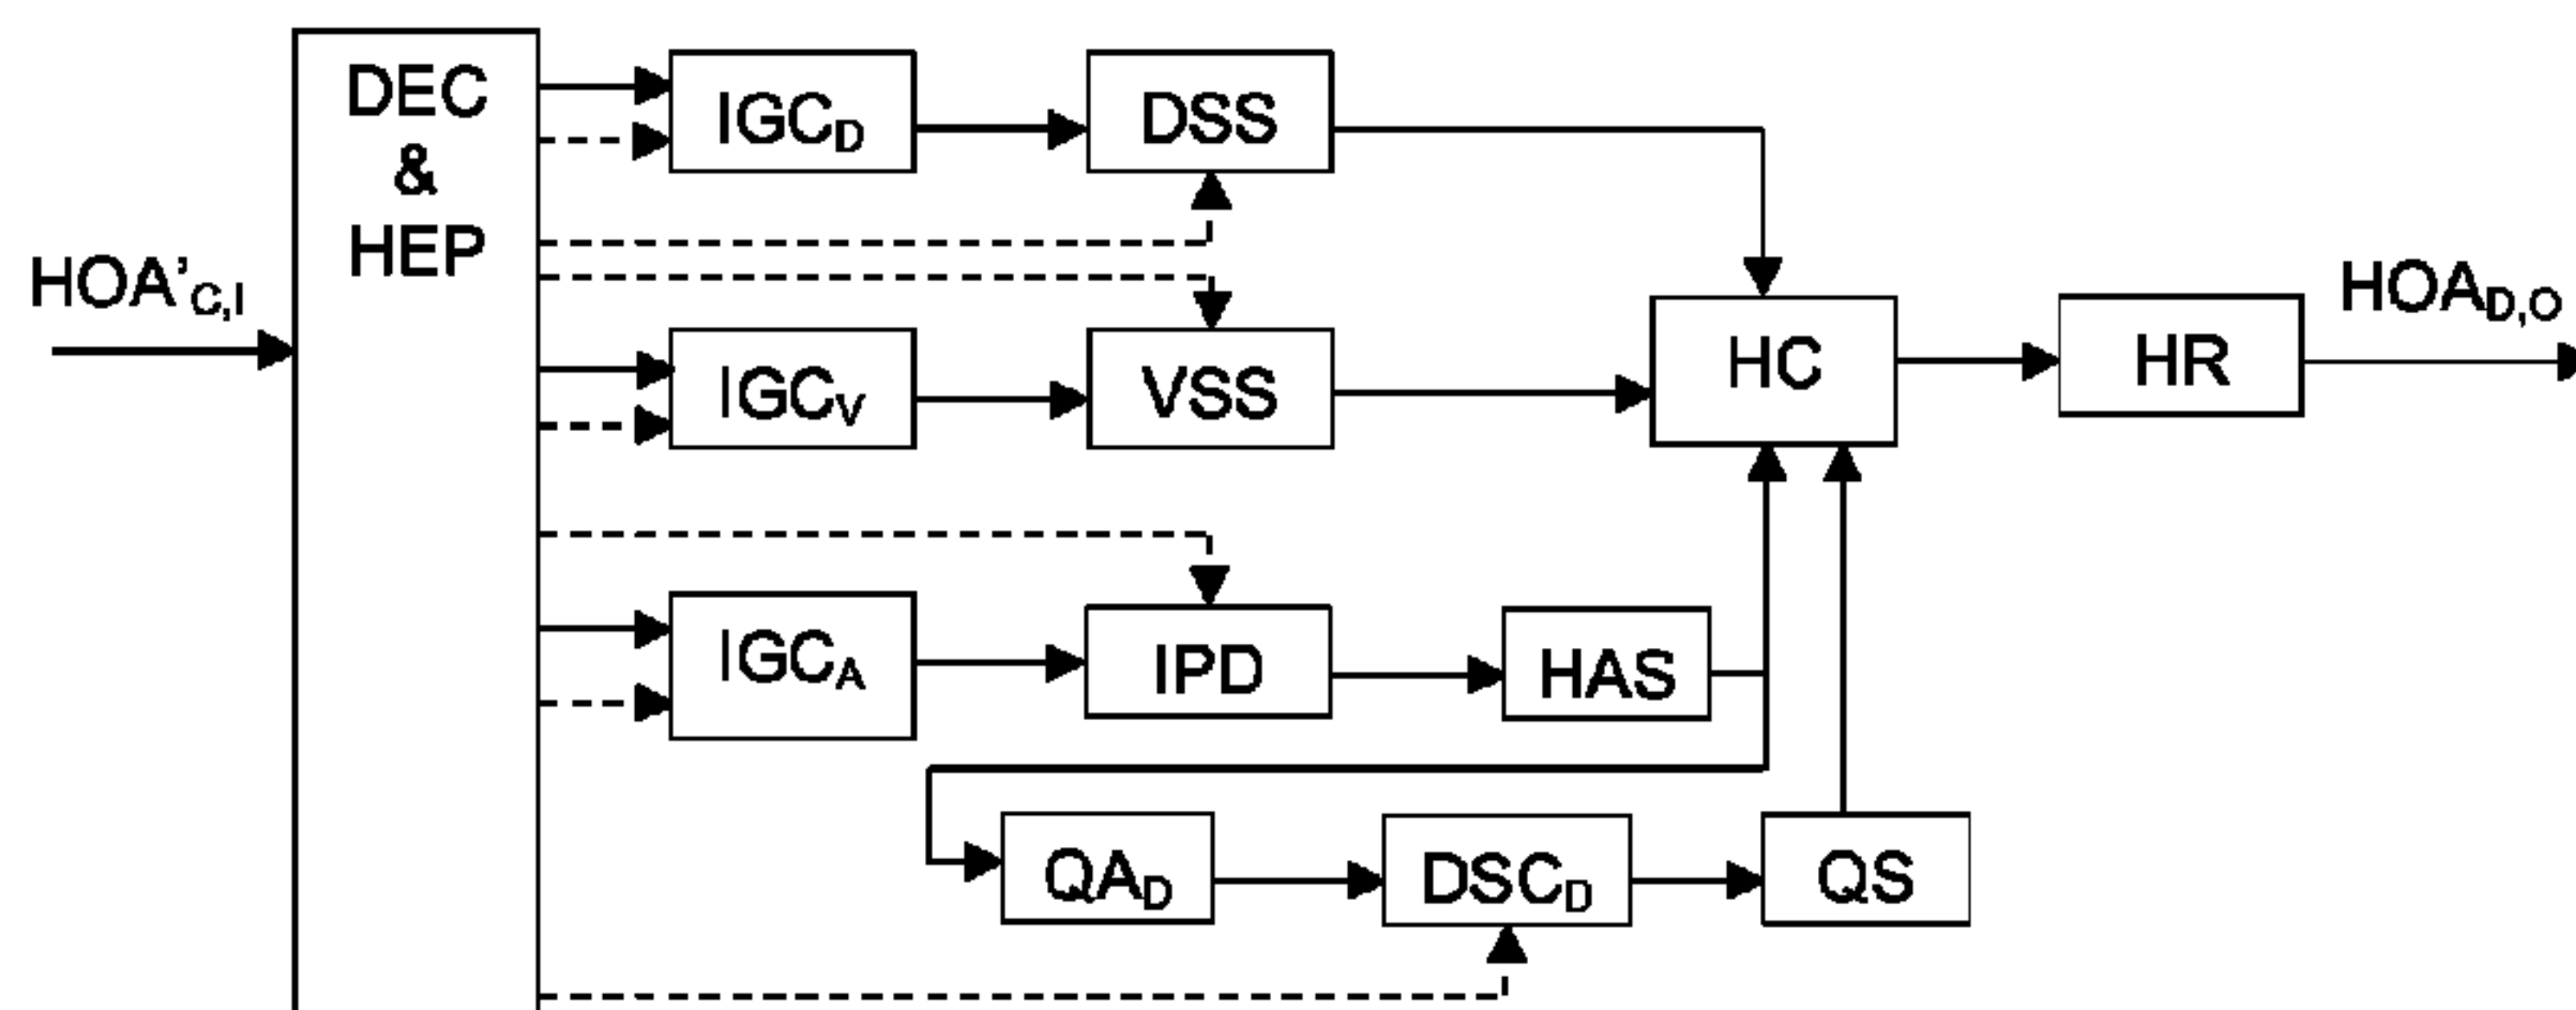 DEC
&
HEP
HOA'C,I
IGCD
DSS
IGCV
VSS
HC
HR
HOAD,O
IGCA
IPD
HAS
QAD
DSCD
QS